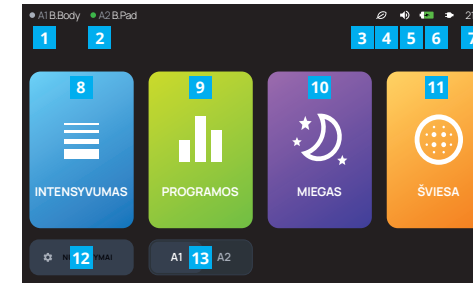 A1 B.Body A2 B.Pad 21
1 2 3 4 5 6 7
8 9 10 11
INTENSYVUMAS PROGRAMOS MIEGAS ŠVIESA
12 A1 13 A2